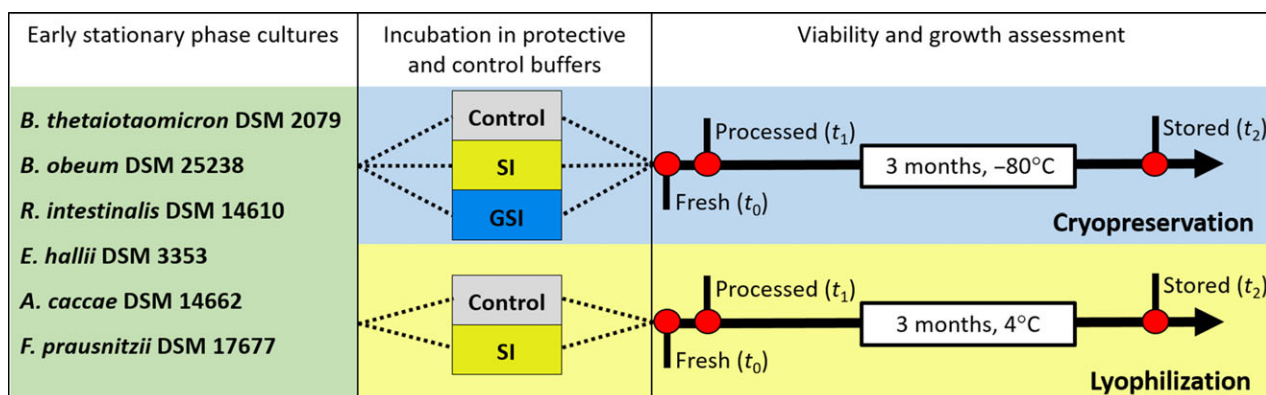 Early stationary phase cultures
Incubation in protective
and control buffers
Viability and growth assessment
B. thetaiotaomicron DSM 2079
B. obeum DSM 25238
R. intestinalis DSM 14610
E. hallii DSM 3353
A. caccae DSM 14662
F. prausnitzii DSM 17677
Control
SI
GSI
Processed (t₁)
Stored (t₂)
3 months, –80°C
Fresh (t₀)
Cryopreservation
Control
SI
Processed (t₁)
Stored (t₂)
3 months, 4°C
Fresh (t₀)
Lyophilization